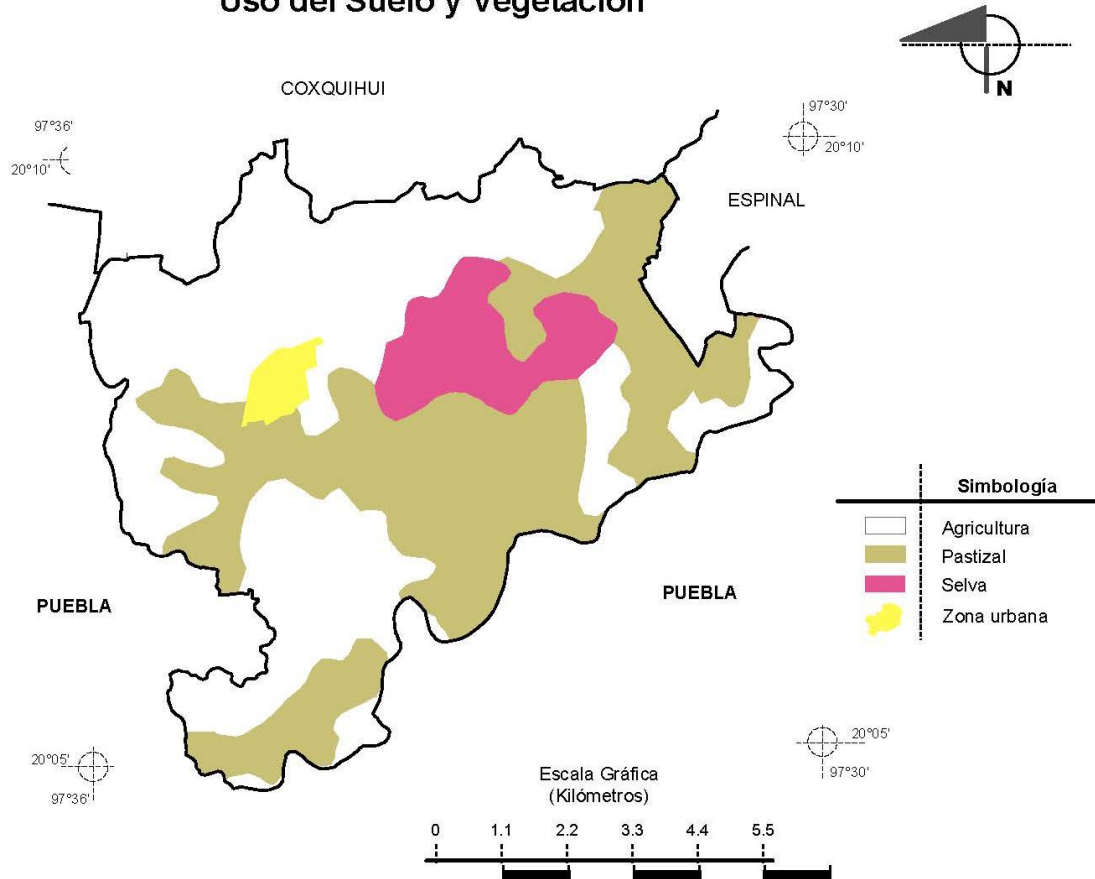 Uso del Suelo y Vegetación
N
COXQUIHUI
97°36'
20°10'
97°30'
20°10'
ESPINAL
Simbología
Agricultura
Pastizal
Selva
Zona urbana
PUEBLA
PUEBLA
20°05'
97°36'
20°05'
97°30'
Escala Gráfica
(Kilómetros)
0 1.1 2.2 3.3 4.4 5.5